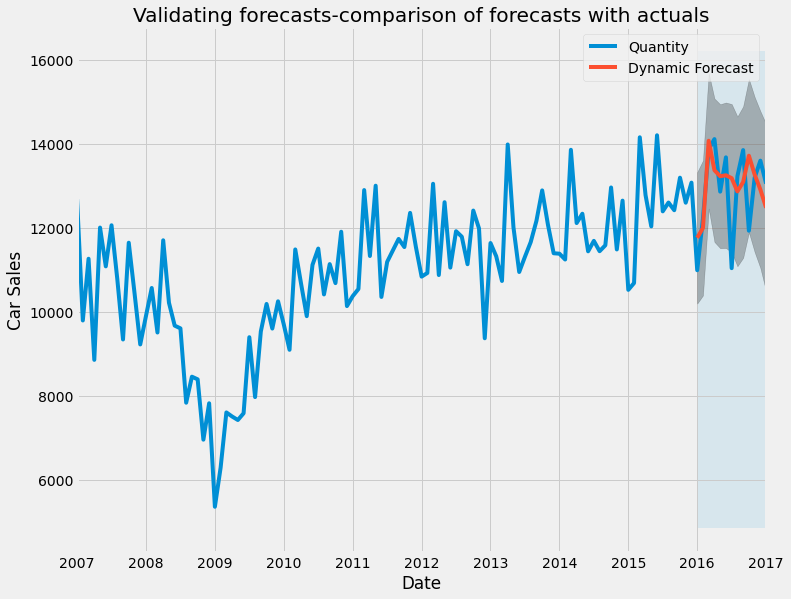 Validating forecasts-comparison of forecasts with actuals
Quantity
Dynamic Forecast
16000
14000
12000
10000
8000
6000
Car Sales
2007 2008 2009 2010 2011 2012 2013 2014 2015 2016 2017
Date